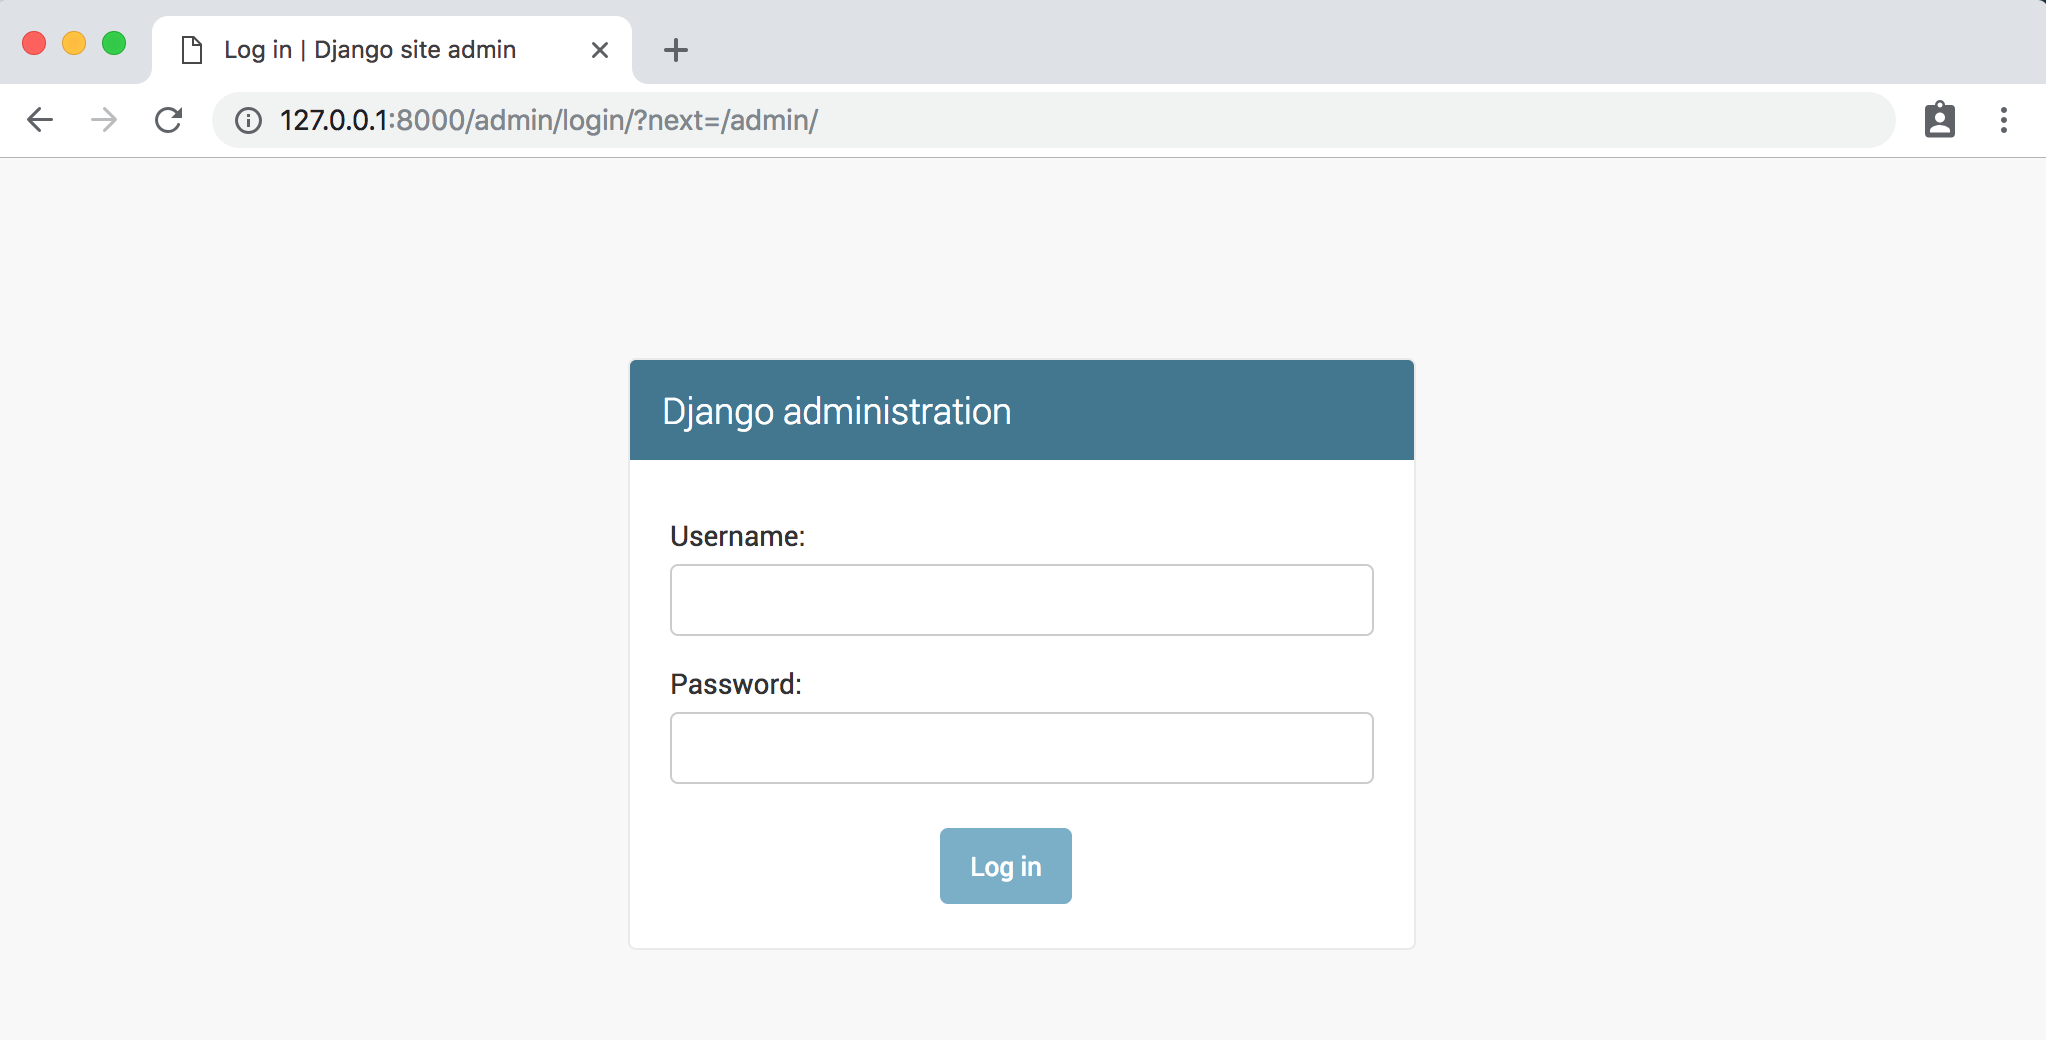 Log in | Django site admin
127.0.0.1:8000/admin/login/?next=/admin/
Django administration
Username:
Password:
Log in